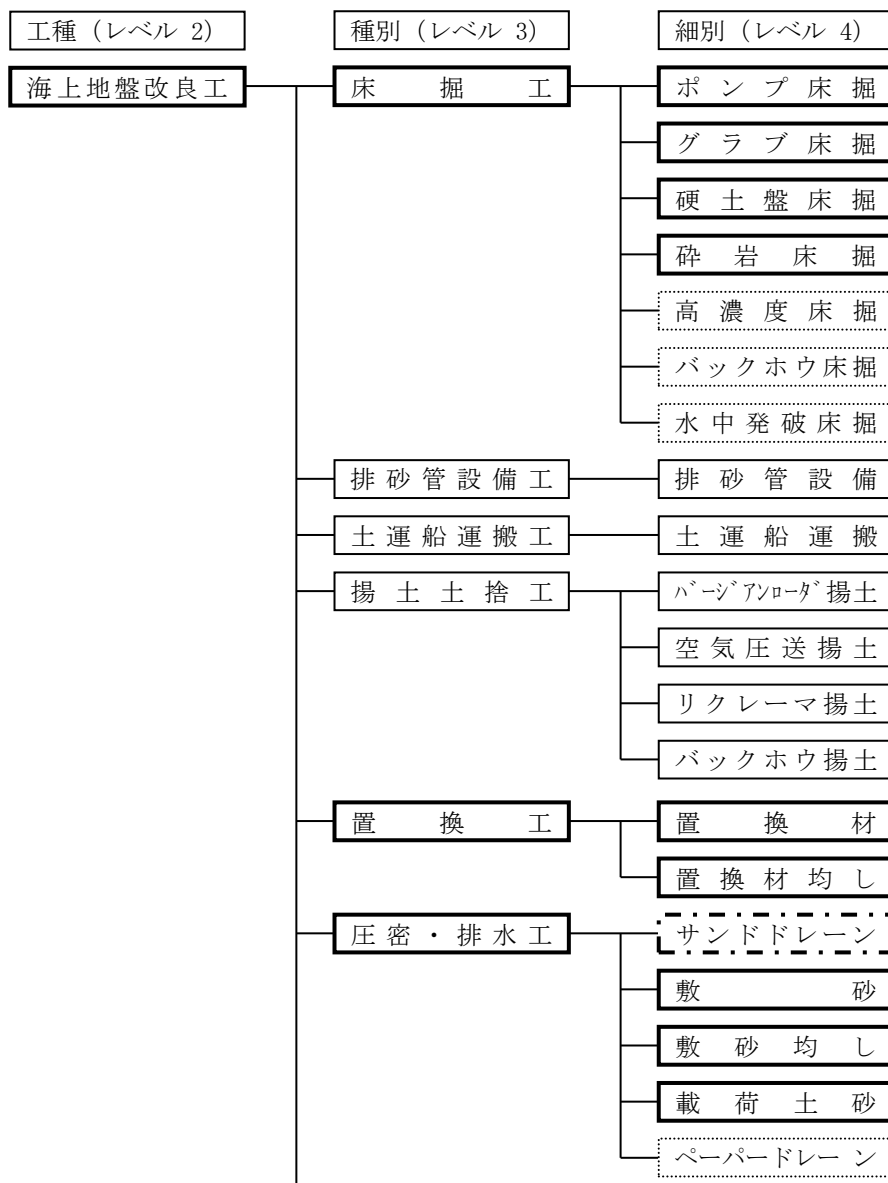 工種（レベル 2） 種別（レベル 3） 細別（レベル 4）
海上地盤改良工 床掘工 ポンプ床掘
グラブ床掘
硬土盤床掘
砕岩床掘
高濃度床掘
バックホウ床掘
水中発破床掘
排砂管設備工 排砂管設備
土運船運搬工 土運船運搬
揚土土捨工 ﾊﾞｰｼﾞｱﾝﾛｰﾀﾞ揚土
空気圧送揚土
リクレーマ揚土
バックホウ揚土
置換工 置換材
置換材均し
圧密・排水工 サンドドレーン
敷砂
敷砂均し
載荷土砂
ペーパードレーン